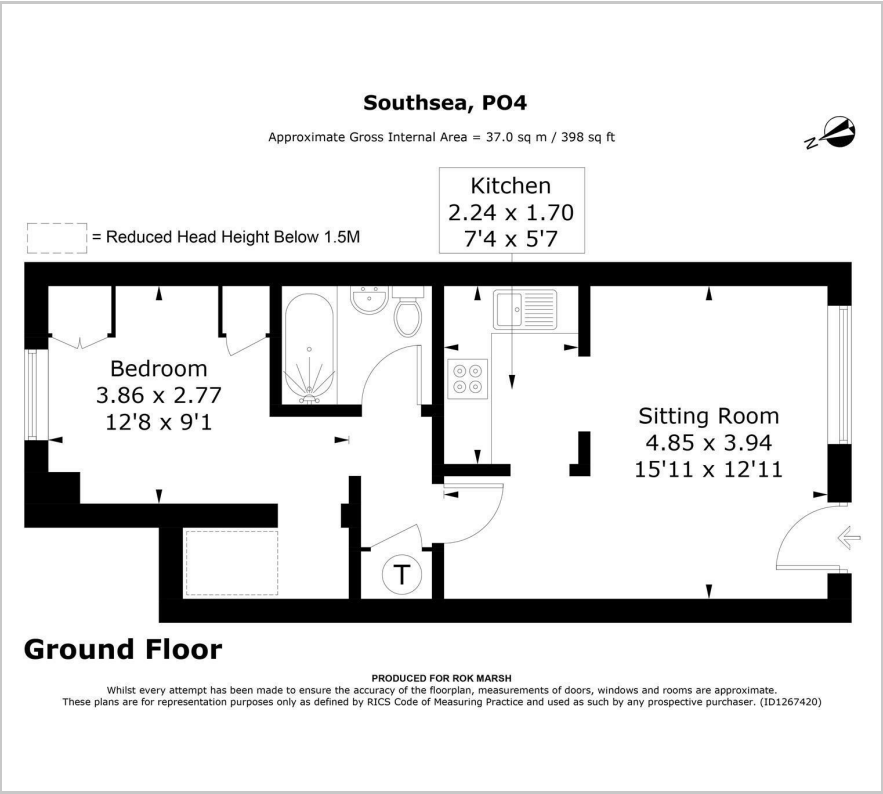 Southsea, PO4
Approximate Gross Internal Area = 37.0 sq m / 398 sq ft
N
Kitchen
2.24 x 1.70
7'4 x 5'7
= Reduced Head Height Below 1.5M
Bedroom
3.86 x 2.77
12'8 x 9'1
Sitting Room
4.85 x 3.94
15'11 x 12'11
T
Ground Floor
PRODUCED FOR ROK MARSH
Whilst every attempt has been made to ensure the accuracy of the floorplan, measurements of doors, windows and rooms are approximate.
These plans are for representation purposes only as defined by RICS Code of Measuring Practice and used as such by any prospective purchaser. (ID1267420)